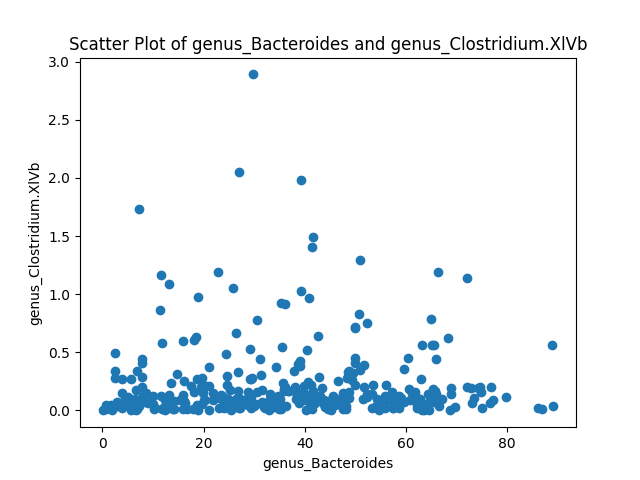 Scatter Plot of genus_Bacteroides and genus_Clostridium.XlVb
3.0
2.5
2.0
1.5
1.0
0.5
0.0
genus_Clostridium.XlVb
0 20 40 60 80
genus_Bacteroides